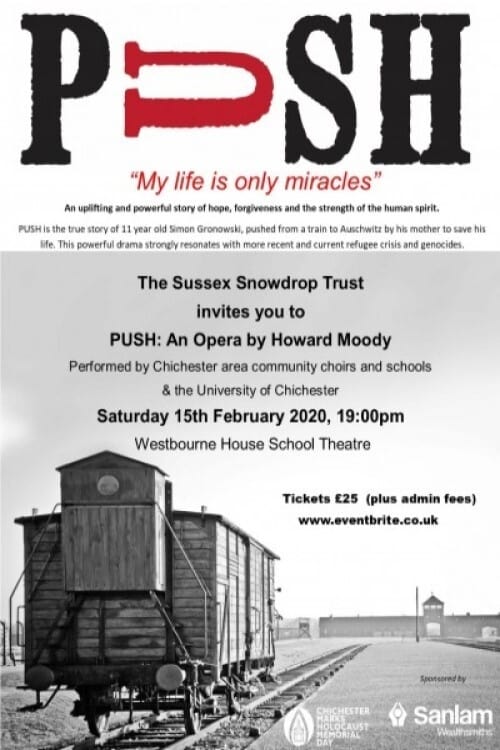 PUSH
“My life is only miracles”
An uplifting and powerful story of hope, forgiveness and the strength of the human spirit.
PUSH is the true story of 11 year old Simon Gronowski, pushed from a train to Auschwitz by his mother to save his
life. This powerful drama strongly resonates with more recent and current refugee crisis and genocides.
The Sussex Snowdrop Trust
invites you to
PUSH: An Opera by Howard Moody
Performed by Chichester area community choirs and schools
& the University of Chichester
Saturday 15th February 2020, 19:00pm
Westbourne House School Theatre
Tickets £25 (plus admin fees)
www.eventbrite.co.uk
Sponsored by
CHICHESTER
MARKS
HOLOCAUST
MEMORIAL
DAY
Sanlam
Wealthsmiths